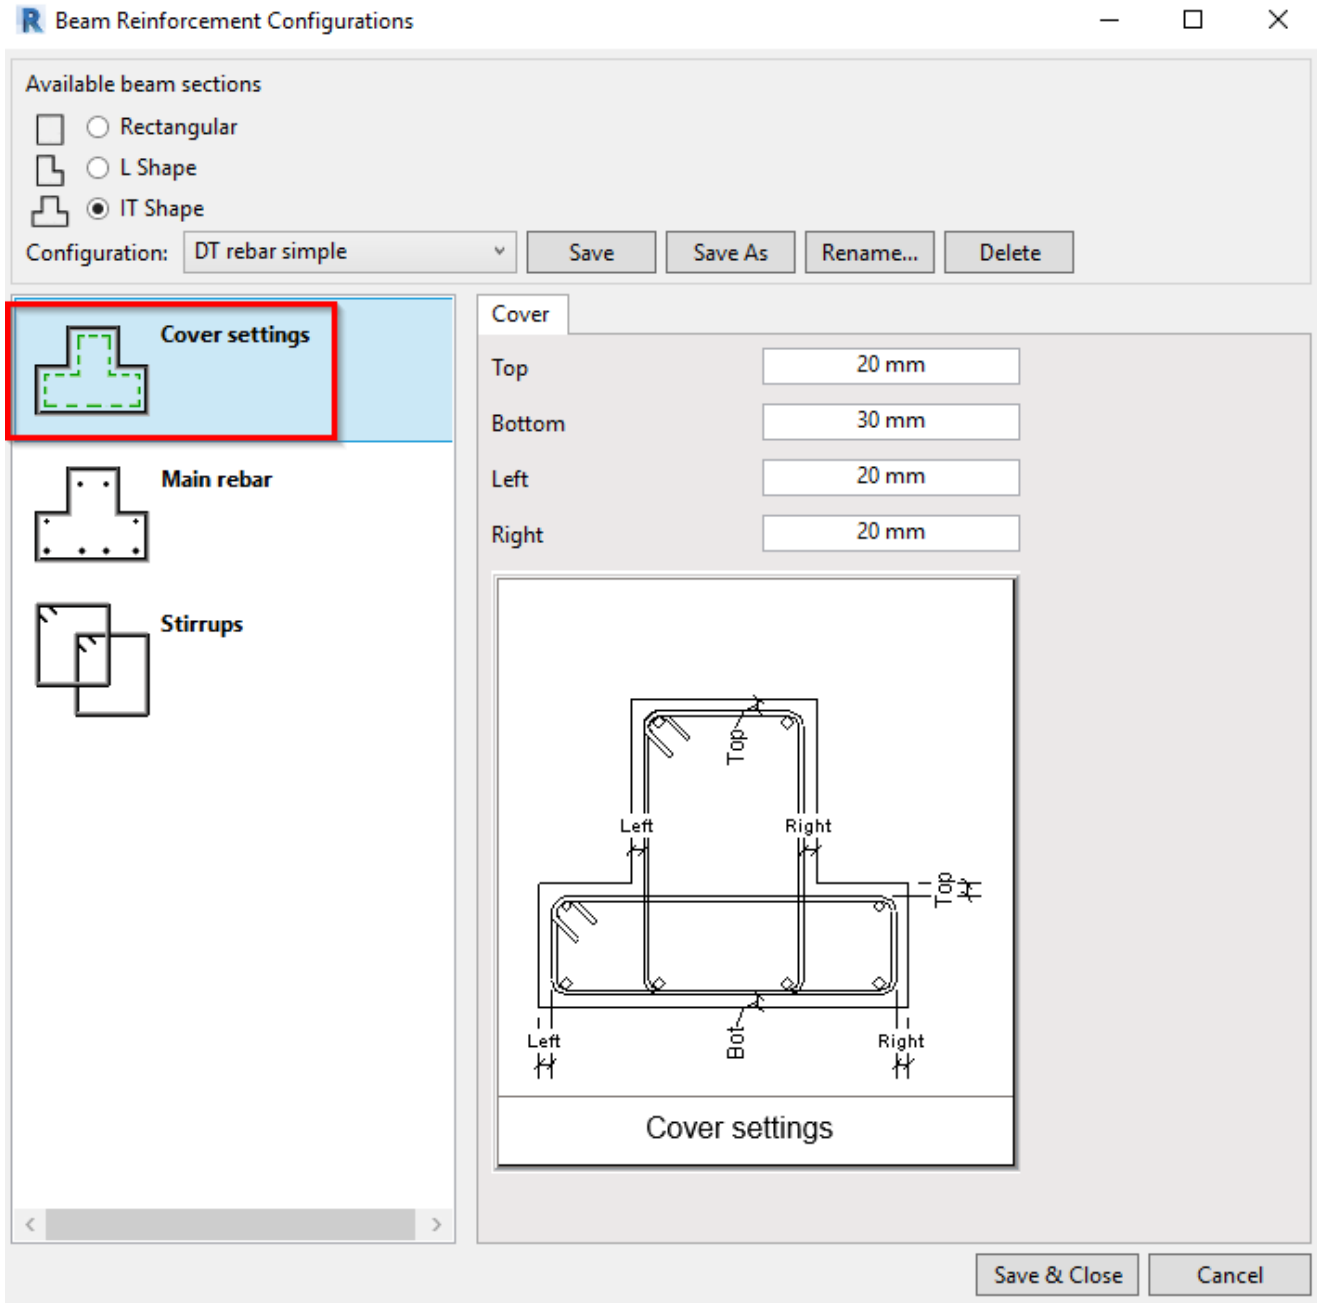 R Beam Reinforcement Configurations
Available beam sections
Rectangular
L Shape
IT Shape
Configuration: DT rebar simple Save Save As Rename... Delete
Cover settings
Main rebar
Stirrups
Cover
Top 20 mm
Bottom 30 mm
Left 20 mm
Right 20 mm
Top
Left Right
Top
Left Bot Right
Cover settings
Save & Close Cancel